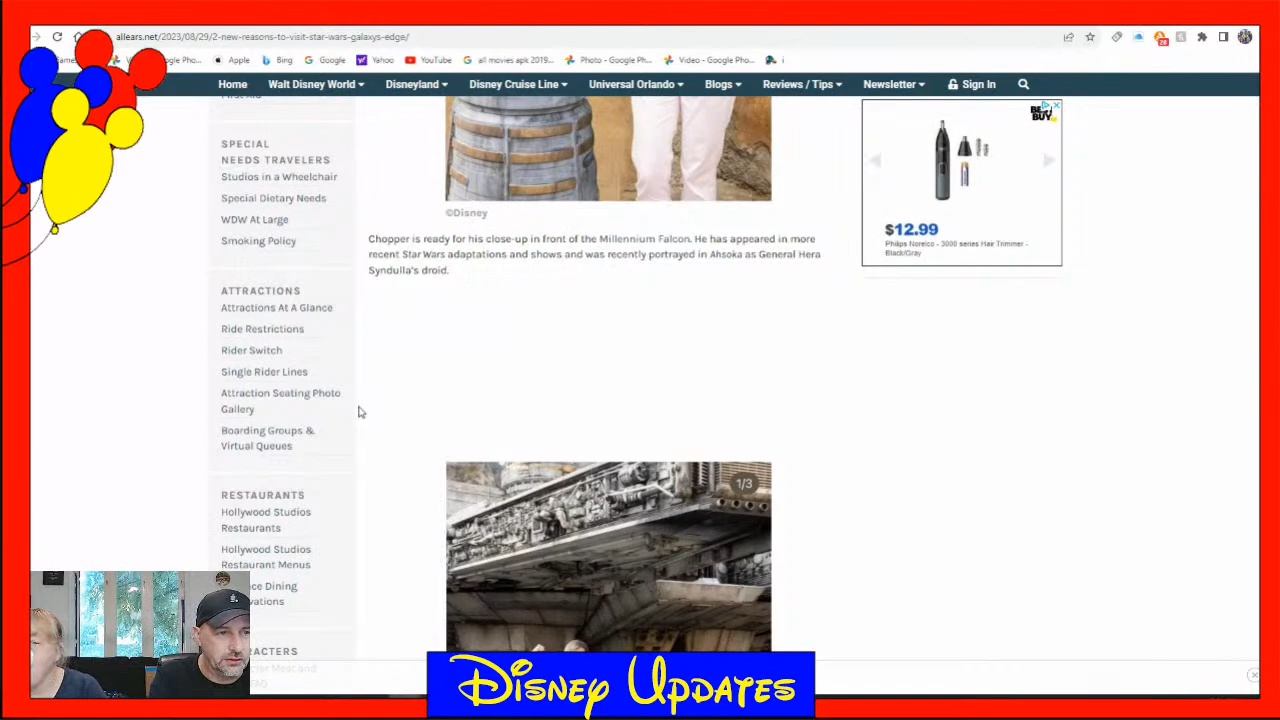 allears.net/2023/08/29/2-new-reasons-to-visit-star-wars-galaxys-edge/
Apple
Bing
Google
Yahoo
YouTube
all movies apk 2019...
Photo - Google Ph...
Video - Google Pho...
Home
Walt Disney World
Disneyland
Disney Cruise Line
Universal Orlando
Blogs
Reviews / Tips
Newsletter
Sign In
First Aid
SPECIAL
NEEDS TRAVELERS
Studios in a Wheelchair
Special Dietary Needs
WDW At Large
Smoking Policy
ATTRACTIONS
Attractions At A Glance
Ride Restrictions
Rider Switch
Single Rider Lines
Attraction Seating Photo
Gallery
Boarding Groups &
Virtual Queues
RESTAURANTS
Hollywood Studios
Restaurants
Hollywood Studios
Restaurant Menus
©Disney
Chopper is ready for his close-up in front of the Millennium Falcon. He has appeared in more
recent Star Wars adaptations and shows and was recently portrayed in Ahsoka as General Hera
Syndulla's droid.
1/3
BE
BUY
$12.99
Philips Norelco - 3000 series Hair Trimmer -
Black/Gray
Disney Updates